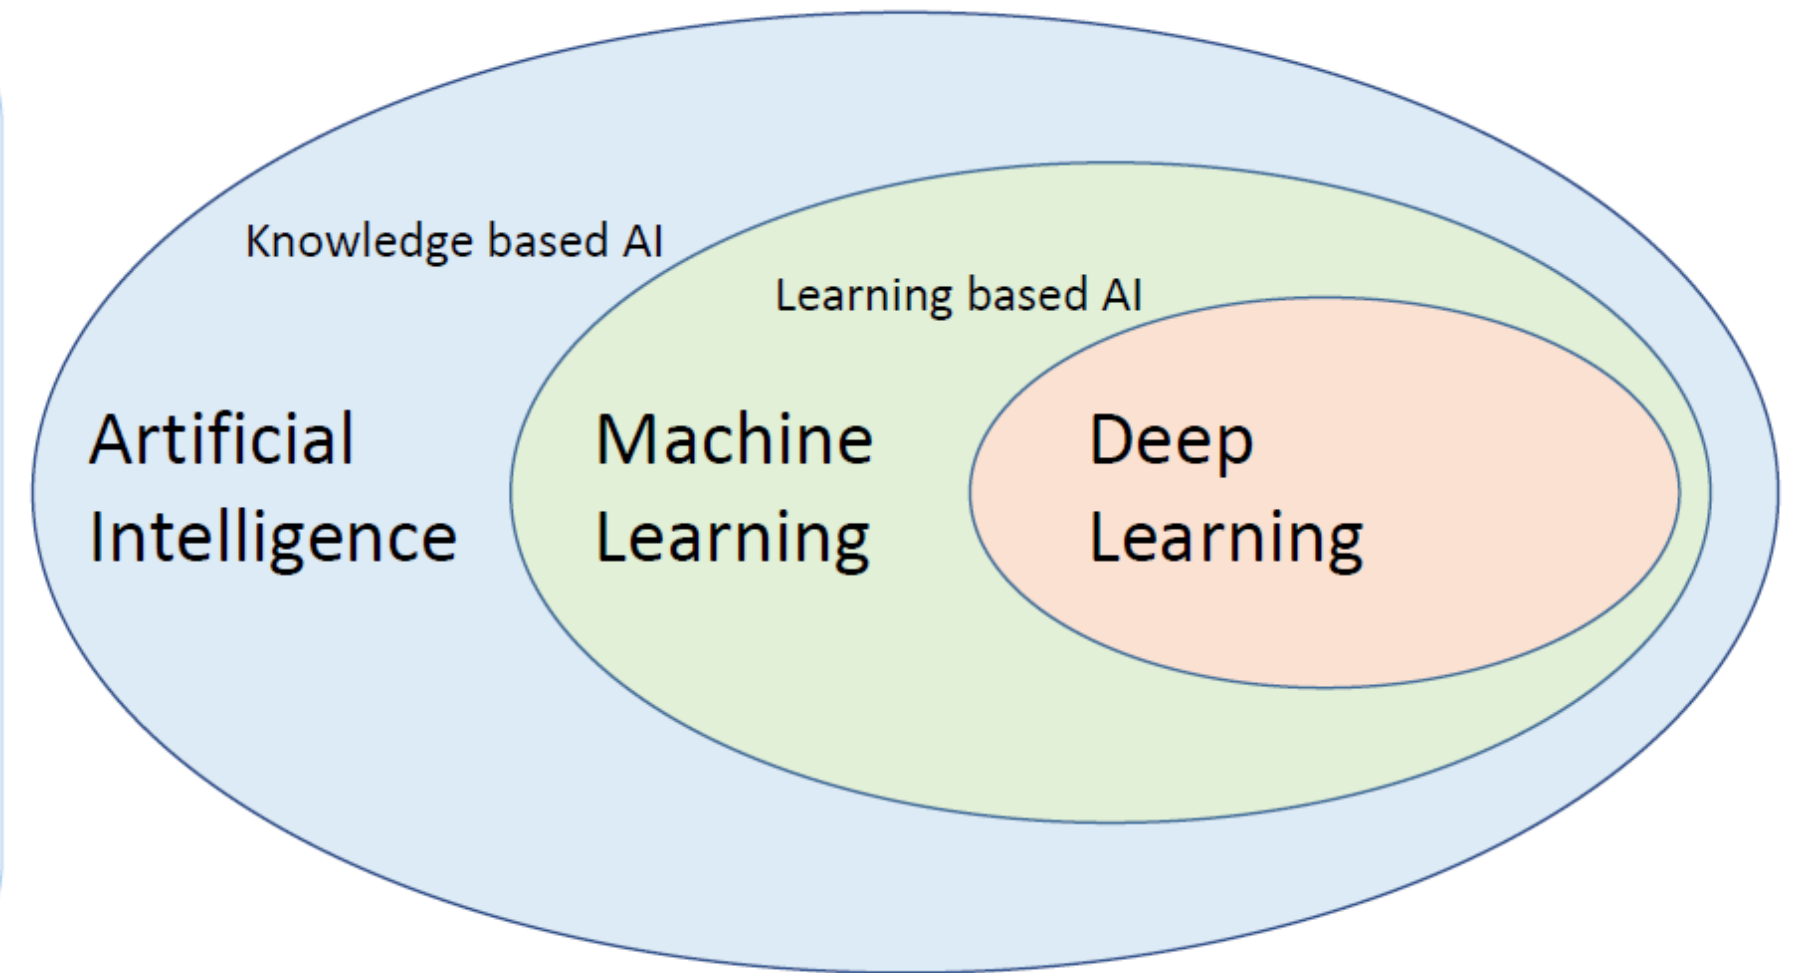 Knowledge based AI
Learning based AI
Artificial
Intelligence
Machine
Learning
Deep
Learning